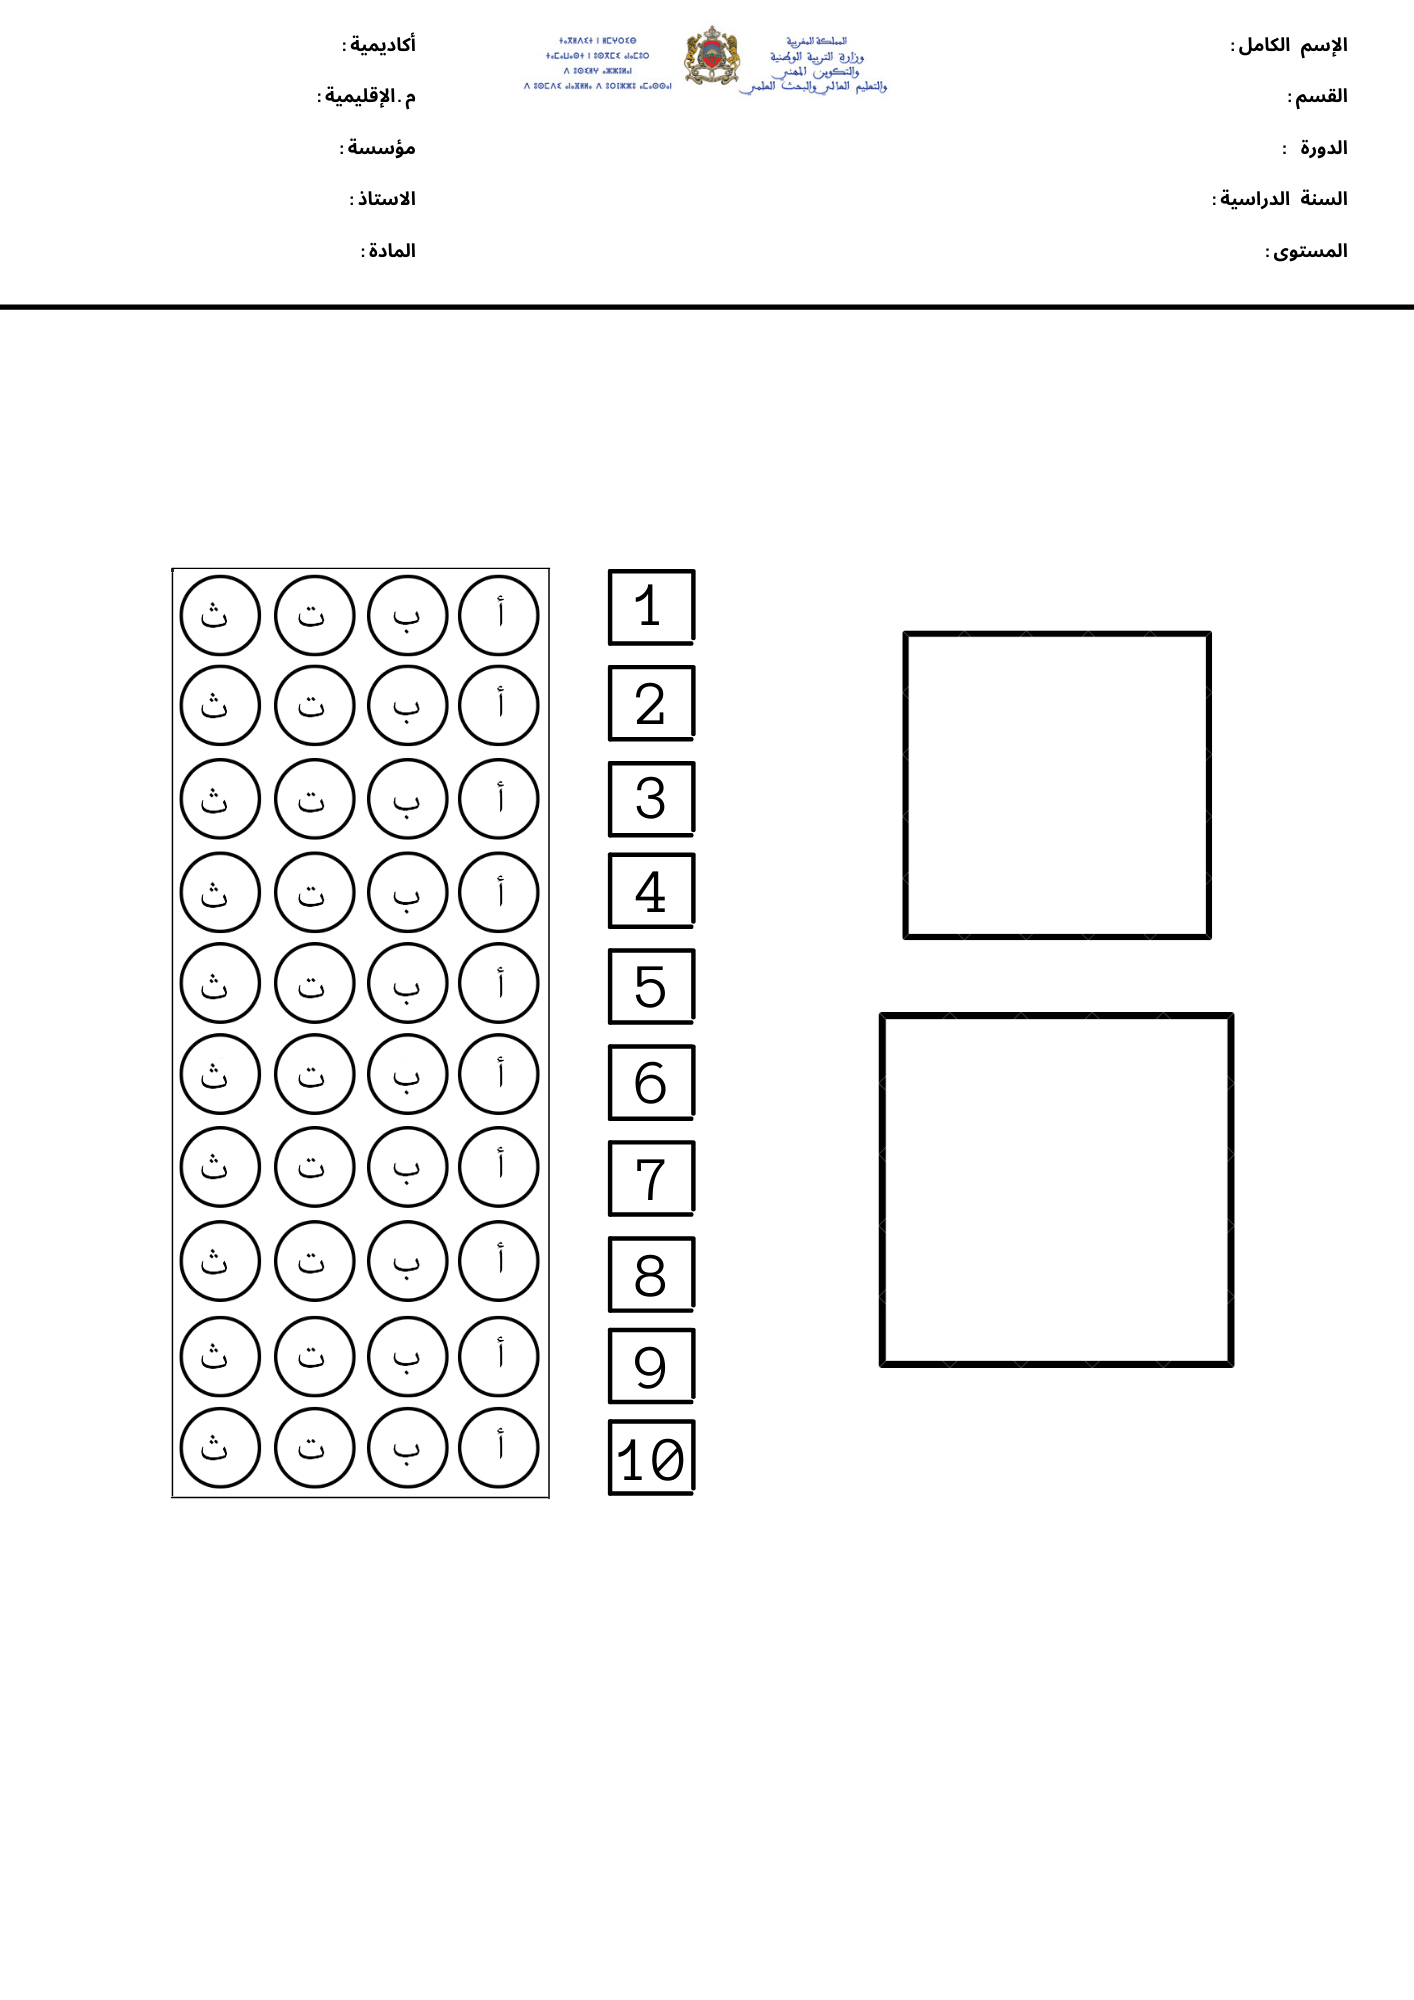 الإسم الكامل :
القسم :
الدورة :
السنة الدراسية :
المستوى :
المملكة المغربية
وزارة التربية الوطنية
والتكوين المهني
والتعليم العالي والبحث العلمي
أكاديمية :
م.الإقليمية :
مؤسسة :
الاستاذ :
المادة :
1 أ ب ت ث
2 أ ب ت ث
3 أ ب ت ث
4 أ ب ت ث
5 أ ب ت ث
6 أ ب ت ث
7 أ ب ت ث
8 أ ب ت ث
9 أ ب ت ث
10 أ ب ت ث